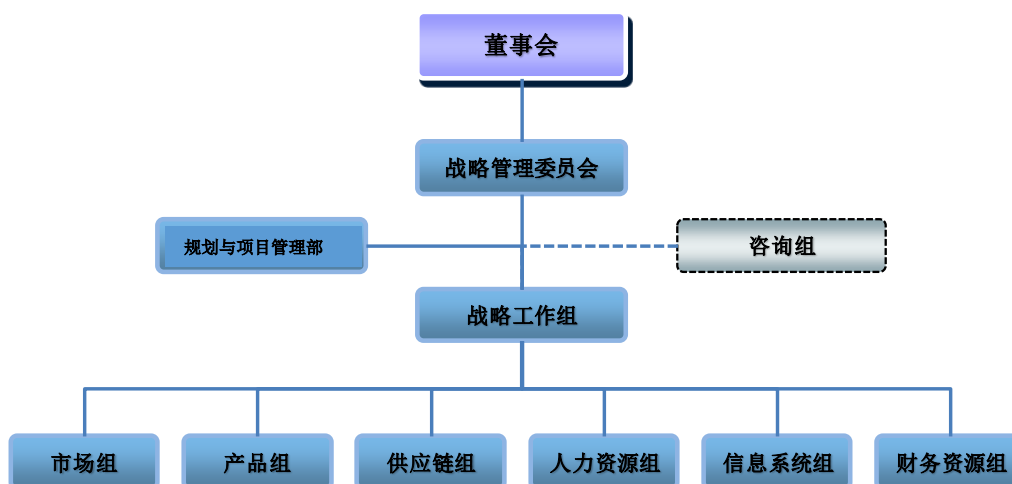 董事会
战略管理委员会
规划与项目管理部
咨询组
战略工作组
市场组
产品组
供应链组
人力资源组
信息系统组
财务资源组